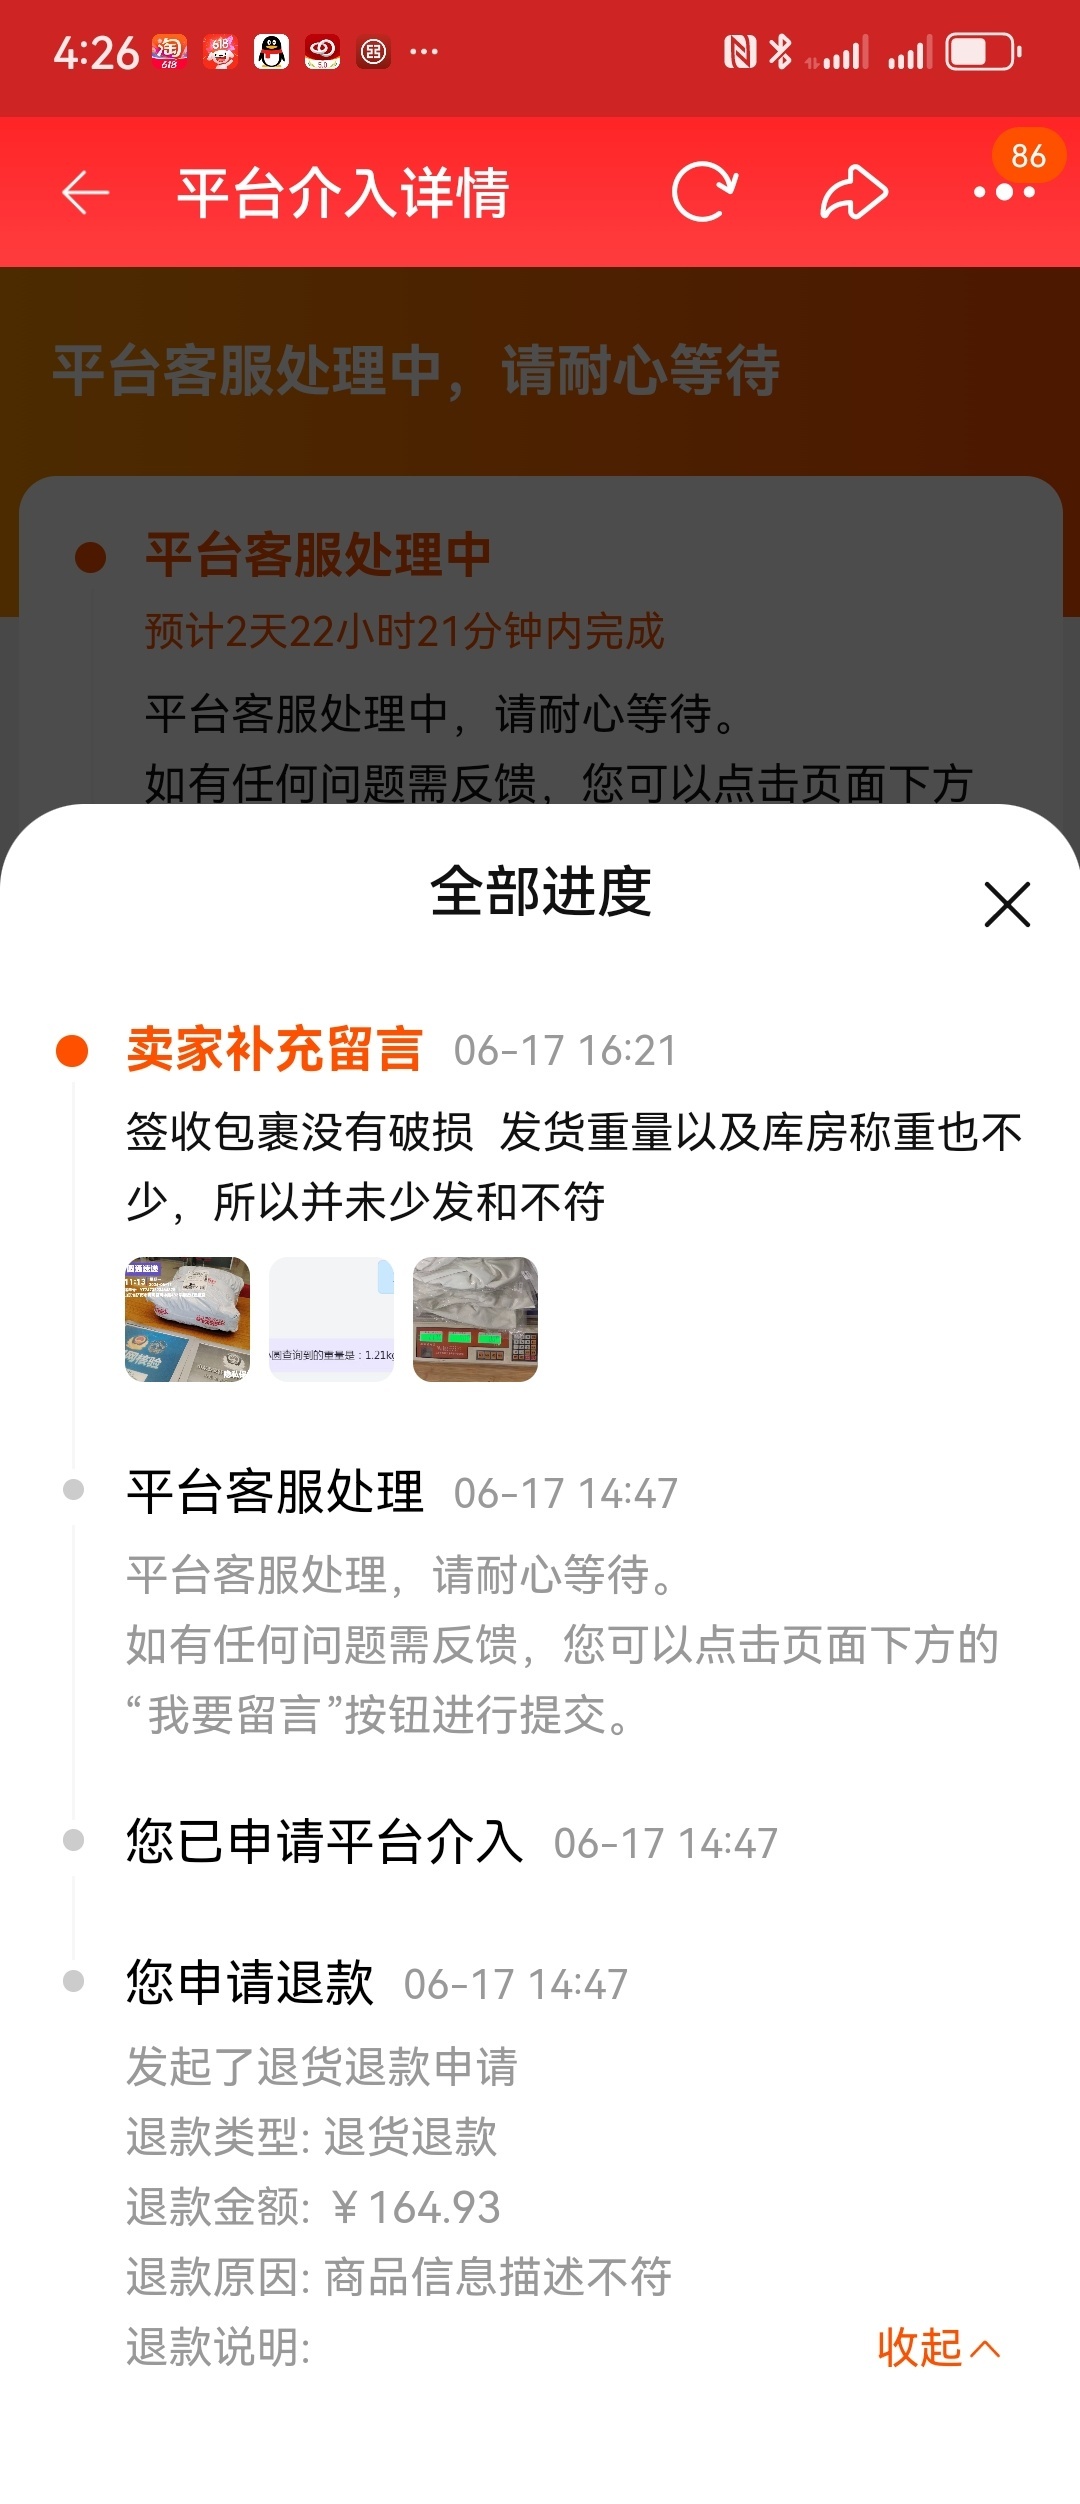 4:26
86
平台介入详情
平台客服处理中，请耐心等待
平台客服处理中
预计2天22小时21分钟内完成
平台客服处理中，请耐心等待。
如有任何问题需反馈，您可以点击页面下方
全部进度
卖家补充留言 06-17 16:21
签收包裹没有破损 发货重量以及库房称重也不
少，所以并未少发和不符
圆通速递
11:13
圆查询到的重量是：1.21kg
平台客服处理 06-17 14:47
平台客服处理，请耐心等待。
如有任何问题需反馈，您可以点击页面下方的
“我要留言”按钮进行提交。
您已申请平台介入 06-17 14:47
您申请退款 06-17 14:47
发起了退货退款申请
退款类型: 退货退款
退款金额: ￥164.93
退款原因: 商品信息描述不符
退款说明:
收起